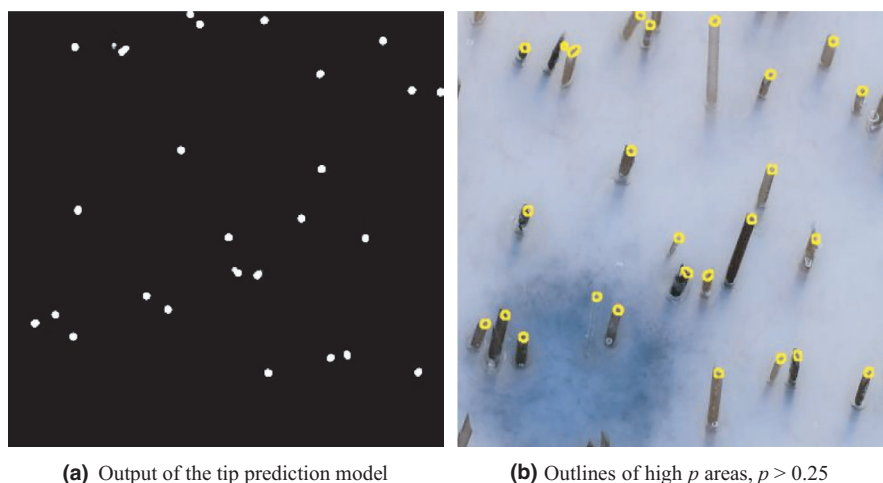 (a) Output of the tip prediction model
(b) Outlines of high p areas, p > 0.25